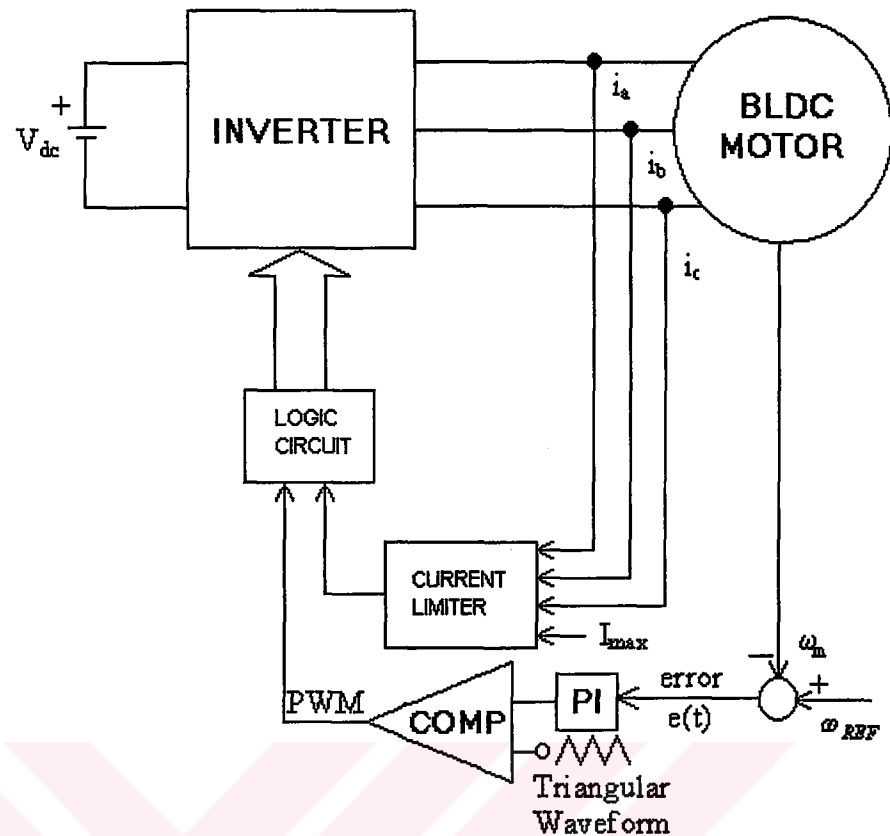 +
V_dc
INVERTER
i_a
i_b
i_c
BLDC
MOTOR
LOGIC
CIRCUIT
CURRENT
LIMITER
I_max
ω_m
−
+
error
e(t)
ω_REF
PI
PWM
COMP
Triangular
Waveform